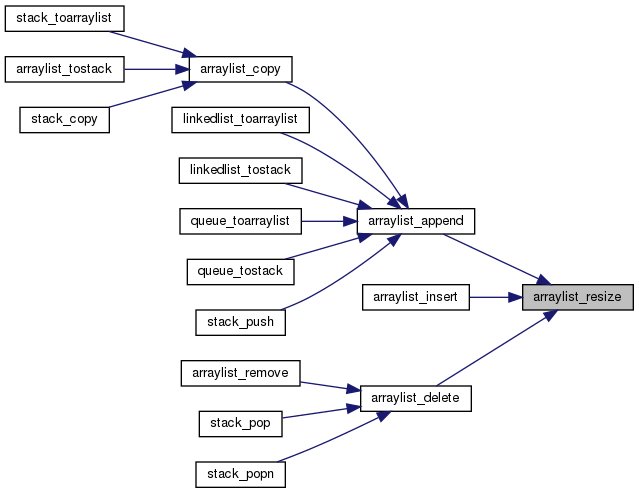 stack_toarraylist
arraylist_copy
arraylist_tostack
stack_copy
linkedlist_toarraylist
linkedlist_tostack
queue_toarraylist
arraylist_append
queue_tostack
arraylist_insert
arraylist_resize
stack_push
arraylist_remove
arraylist_delete
stack_pop
stack_popn